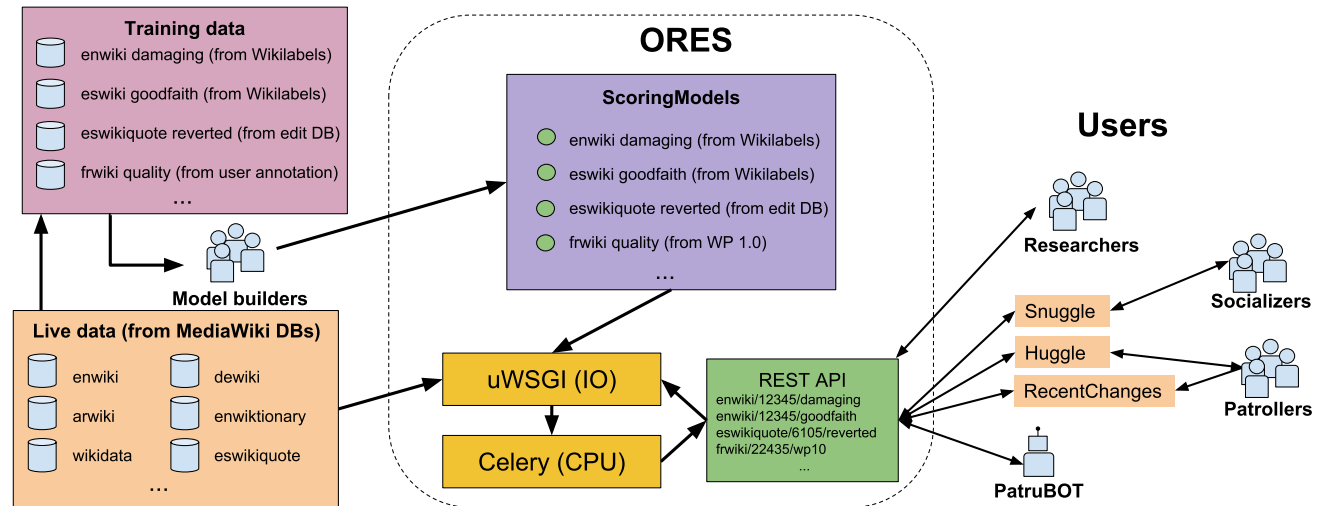 Training data
enwiki damaging (from Wikilabels)
eswiki goodfaith (from Wikilabels)
eswikiquote reverted (from edit DB)
frwiki quality (from user annotation)
...
Model builders
Live data (from MediaWiki DBs)
enwiki
dewiki
arwiki
enwiktionary
wikidata
eswikiquote
...
ORES
ScoringModels
enwiki damaging (from Wikilabels)
eswiki goodfaith (from Wikilabels)
eswikiquote reverted (from edit DB)
frwiki quality (from WP 1.0)
...
uWSGI (IO)
Celery (CPU)
REST API
enwiki/12345/damaging
enwiki/12345/goodfaith
eswikiquote/6105/reverted
frwiki/22435/wp10
...
Users
Researchers
Snuggle
Socializers
Huggle
RecentChanges
Patrollers
PatruBOT